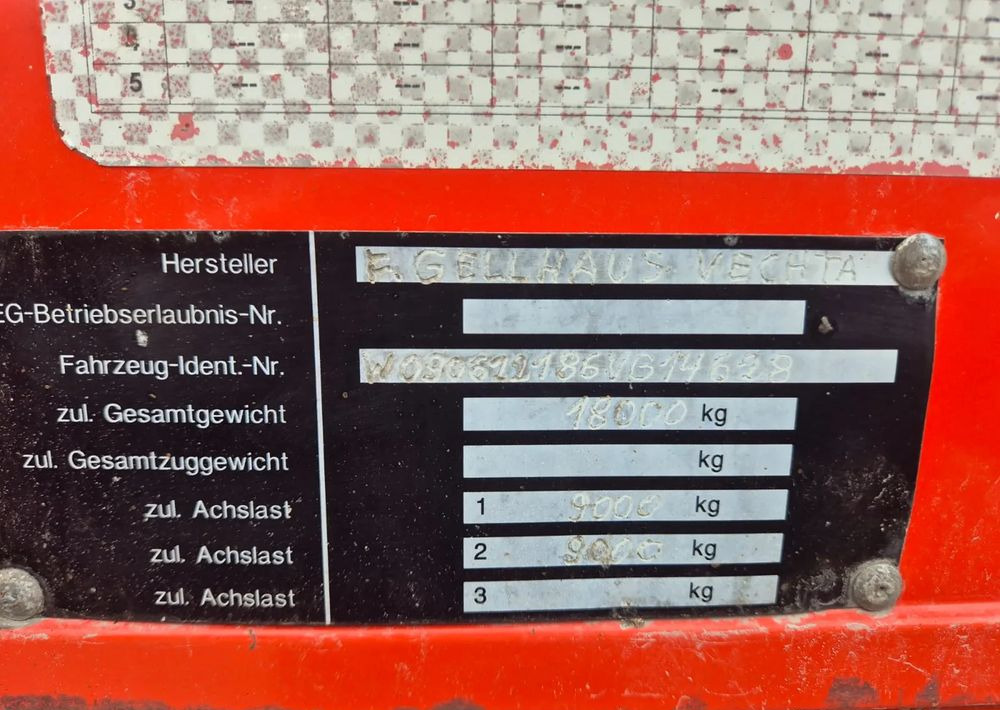 3 --- --- --- --- ---
--- --- --- --- ---
5 --- --- --- --- ---
Hersteller F. GELLHAUS VECHTA
EG-Betriebserlaubnis-Nr.
Fahrzeug-Ident.-Nr.
zul. Gesamtgewicht 18000 kg
zul. Gesamtzuggewicht kg
zul. Achslast 1 9000 kg
zul. Achslast 2 9000 kg
zul. Achslast 3 kg